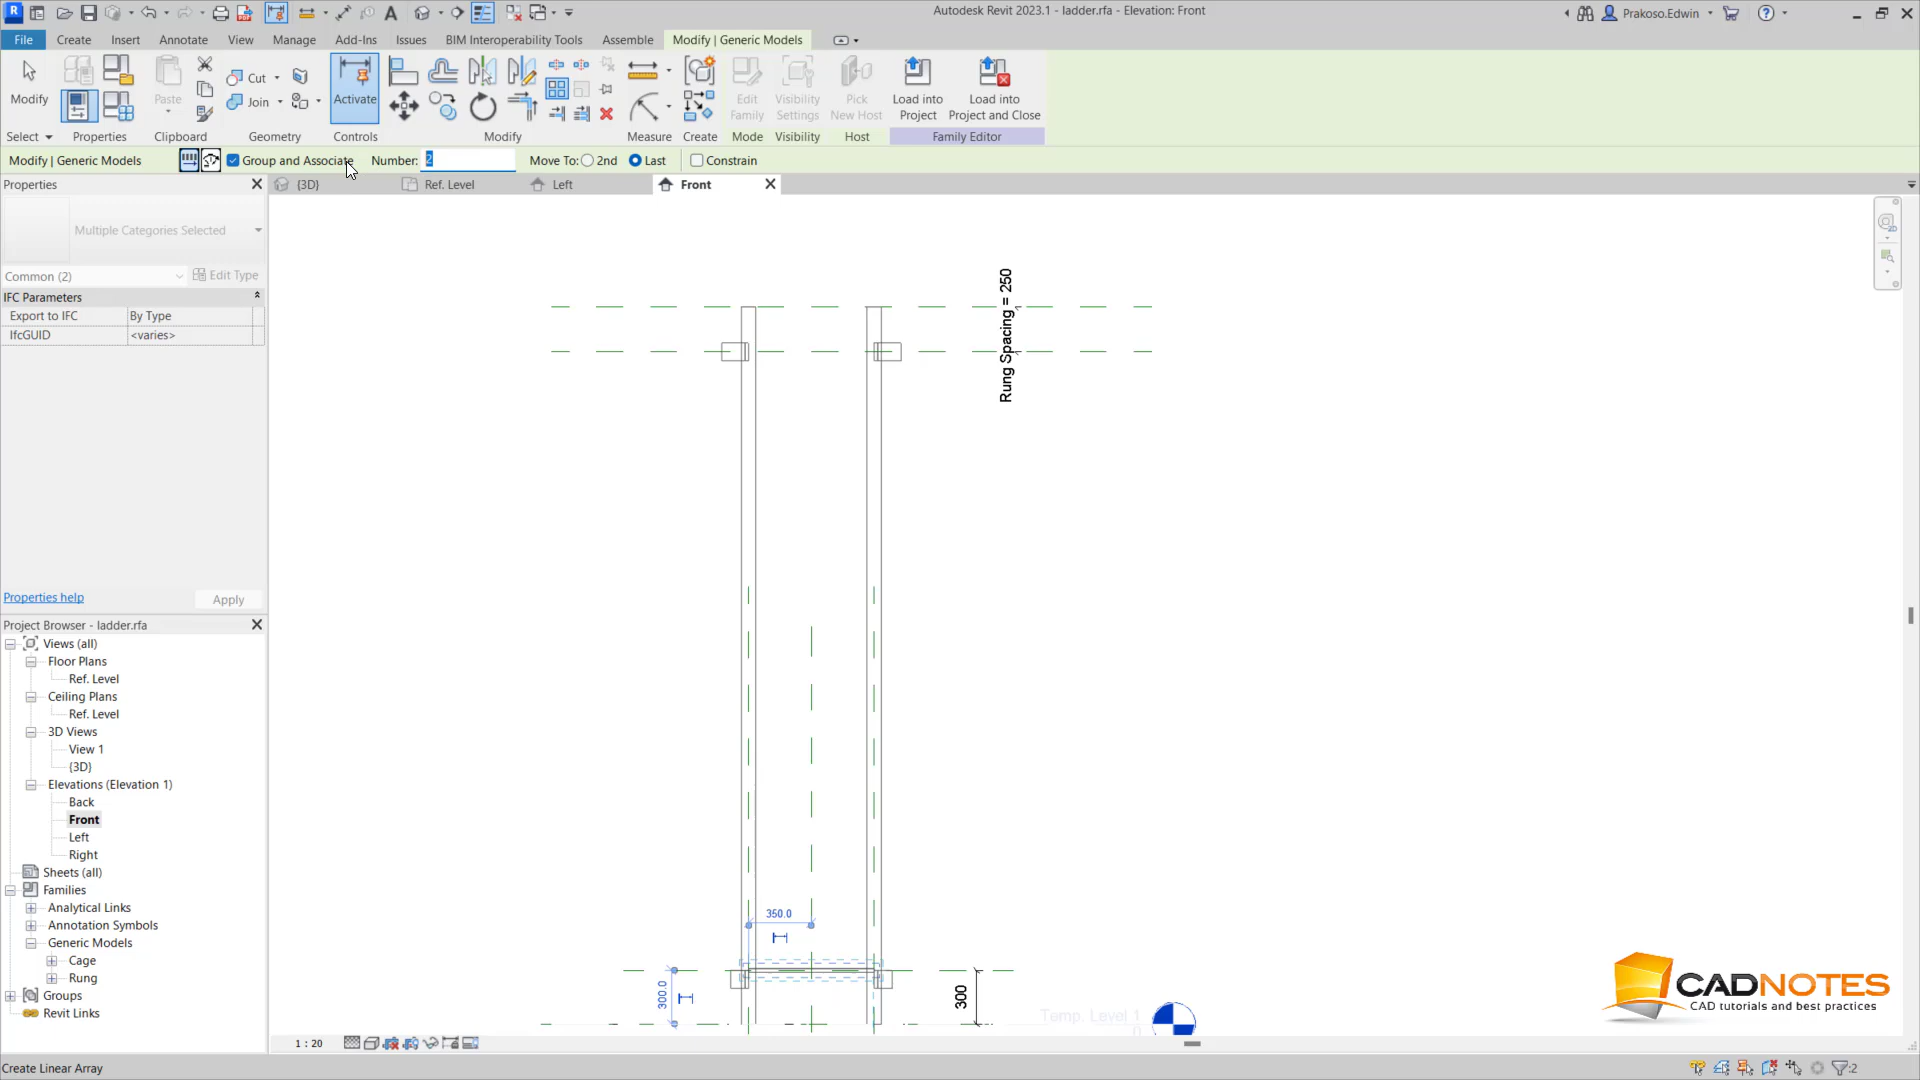 Autodesk Revit 2023.1 - ladder.rfa - Elevation: Front
Prakoso.Edwin
File Create Insert Annotate View Manage Add-Ins Issues BIM Interoperability Tools Assemble Modify | Generic Models
Modify Paste Cut Join Activate Edit Family Visibility Settings Pick New Host Load into Project Load into Project and Close
Select Properties Clipboard Geometry Controls Modify Measure Create Mode Visibility Host Family Editor
Modify | Generic Models Group and Associate Number: 2 Move To: 2nd Last Constrain
Properties
{3D} Ref. Level Left Front
Multiple Categories Selected
Common (2) Edit Type
IFC Parameters
Export to IFC By Type
IfcGUID <varies>
Rung Spacing = 250
Properties help Apply
Project Browser - ladder.rfa
Views (all)
Floor Plans
Ref. Level
Ceiling Plans
Ref. Level
3D Views
View 1
{3D}
Elevations (Elevation 1)
Back
Front
Left
Right
Sheets (all)
Families
Analytical Links
Annotation Symbols
Generic Models
Cage
Rung
Groups
Revit Links
350.0
300.0
300
Temp. Level 1
0
CADNOTES
CAD tutorials and best practices
1 : 20
Create Linear Array
:2